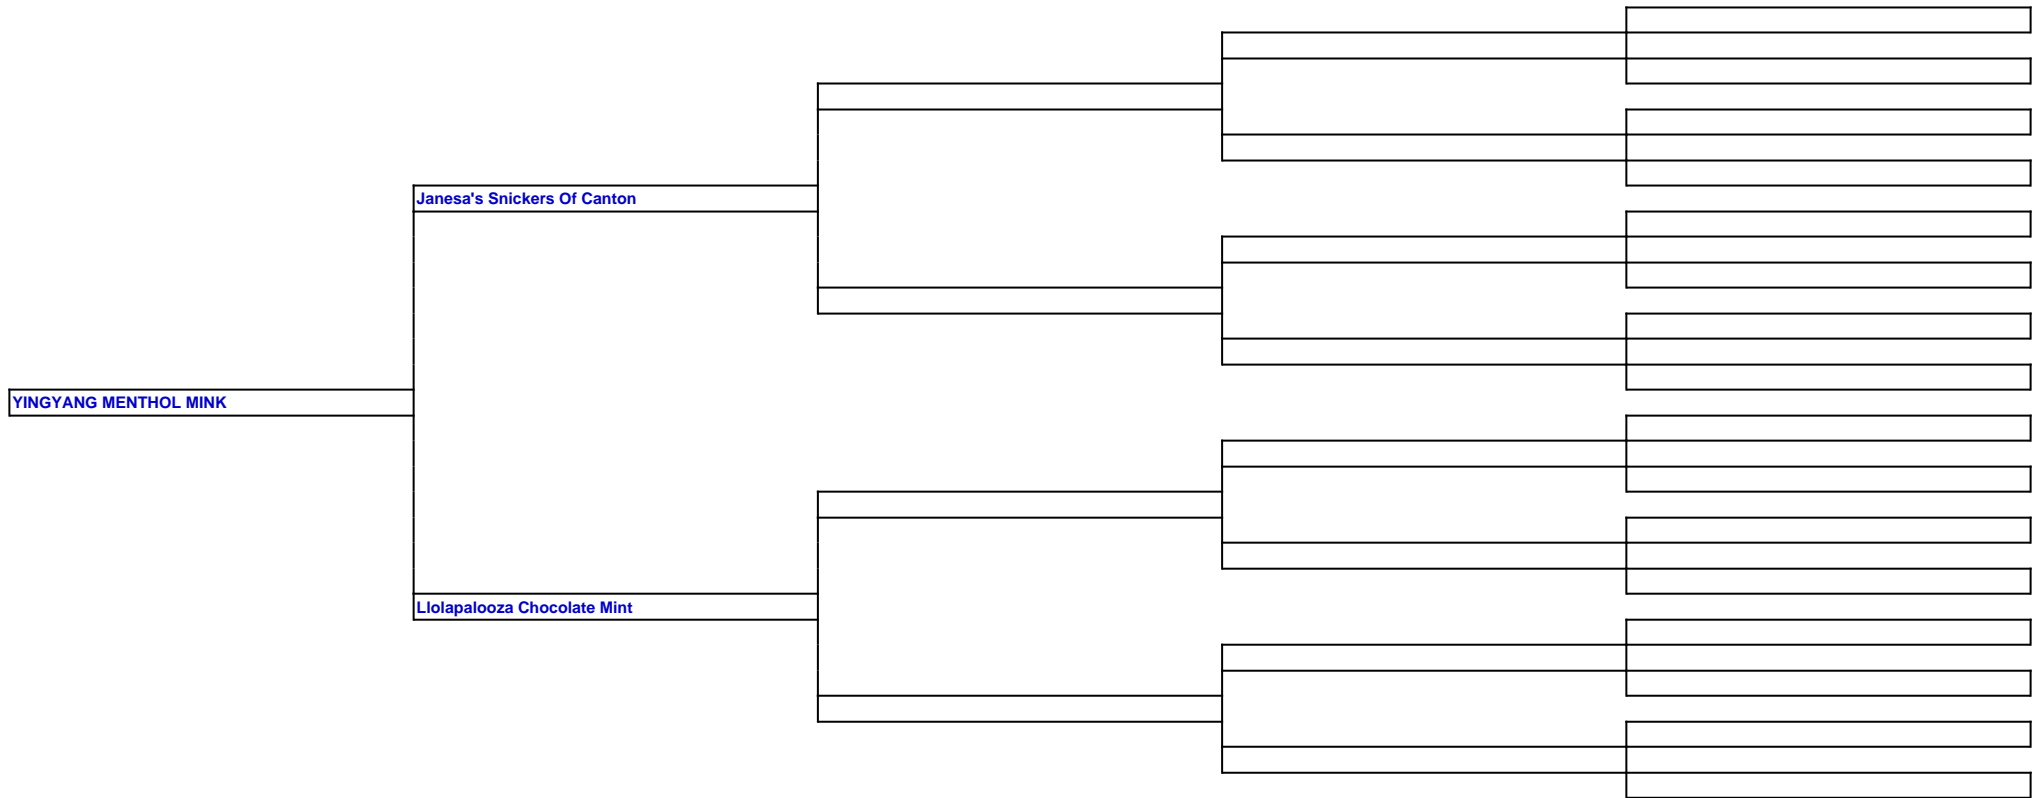 Janesa's Snickers Of Canton
YINGYANG MENTHOL MINK
Llolapalooza Chocolate Mint